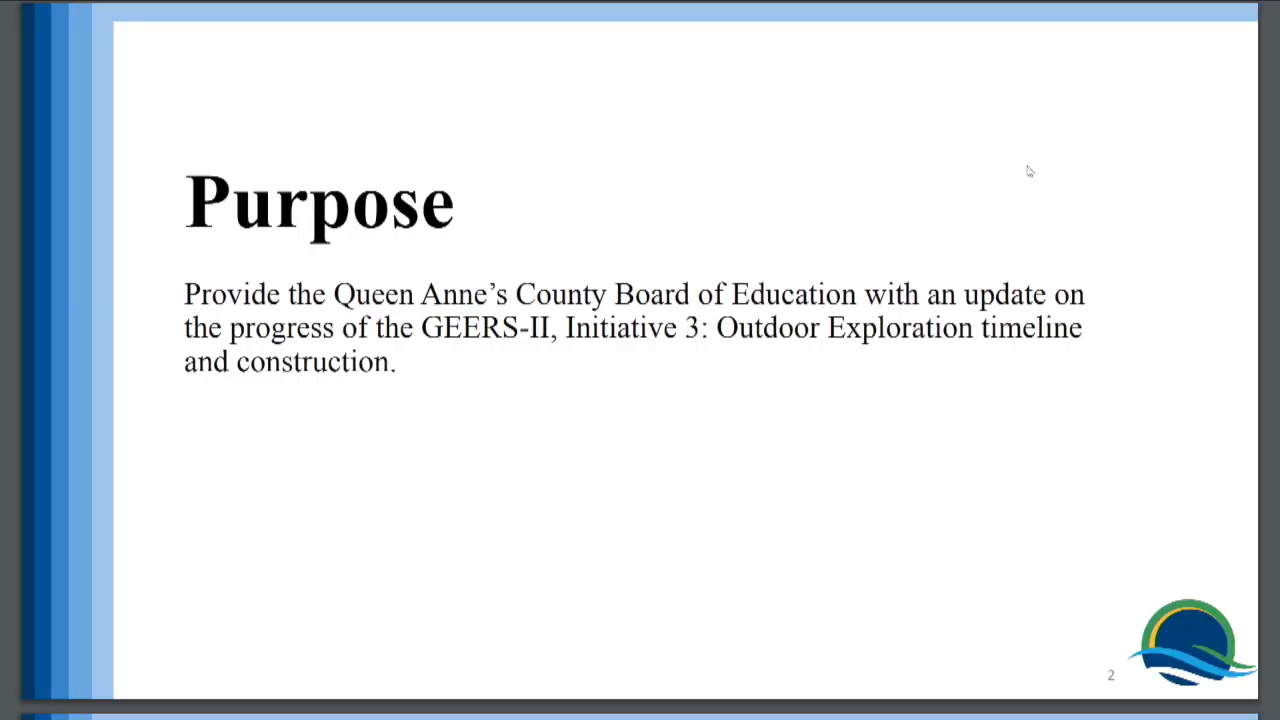 Purpose
Provide the Queen Anne’s County Board of Education with an update on
the progress of the GEERS-II, Initiative 3: Outdoor Exploration timeline
and construction.
2